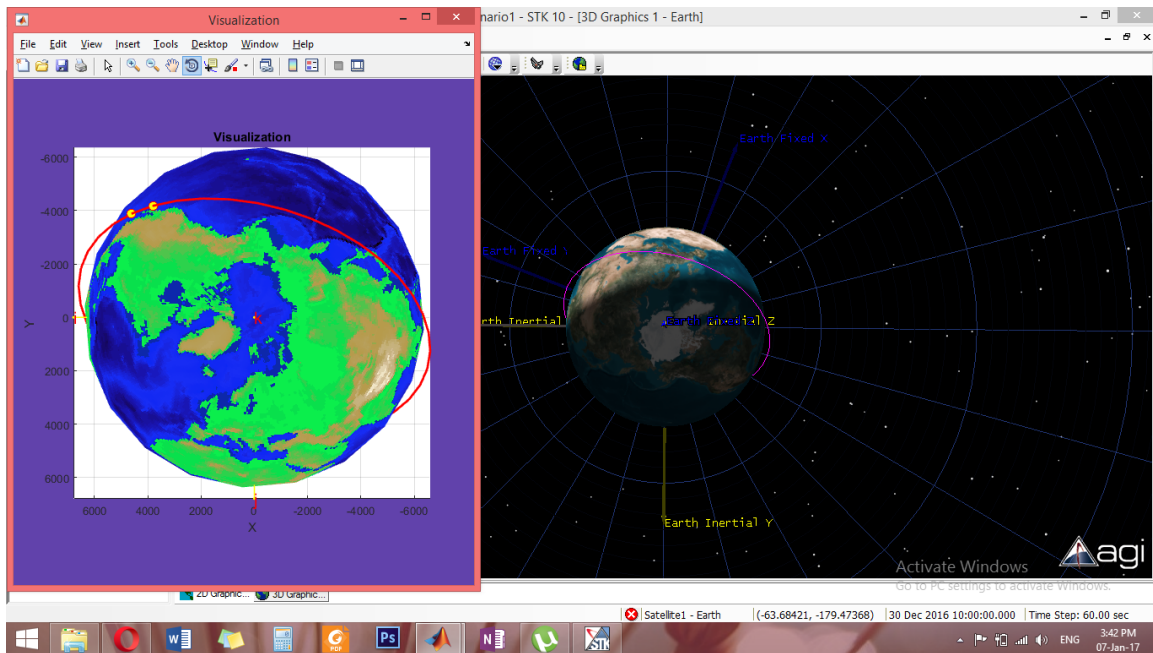 Visualization
nario1 - STK 10 - [3D Graphics 1 - Earth]
File Edit View Insert Tools Desktop Window Help
Visualization
-6000
-4000
-2000
0
2000
4000
6000
Y
6000 4000 2000 0 -2000 -4000 -6000
X
Earth Fixed X
Earth Fixed Y
rth Inertial
Inertial Z
Earth Inertial Y
agi
Activate Windows
Go to PC settings to activate Windows.
2D Graphic... 3D Graphic...
Satellite1 - Earth (-63.68421, -179.47368) 30 Dec 2016 10:00:00.000 Time Step: 60.00 sec
W PDF Ps N STK ENG 3:42 PM
07-Jan-17